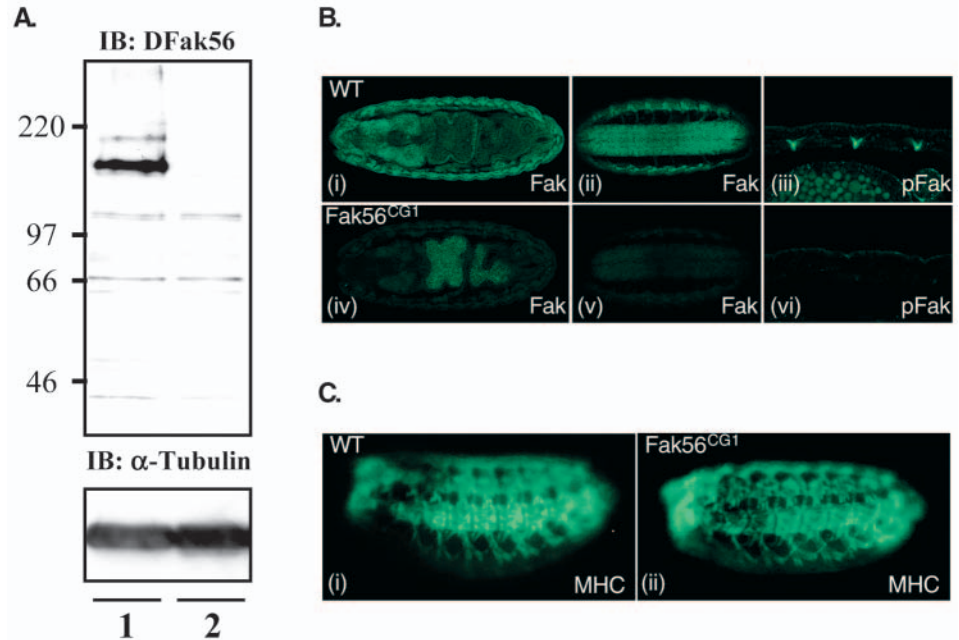 A.
IB: DFak56
220
97
66
46
IB: α-Tubulin
1 2
B.
WT
(i) Fak
(ii) Fak
(iii) pFak
Fak56CG1
(iv) Fak
(v) Fak
(vi) pFak
C.
WT
(i) MHC
Fak56CG1
(ii) MHC